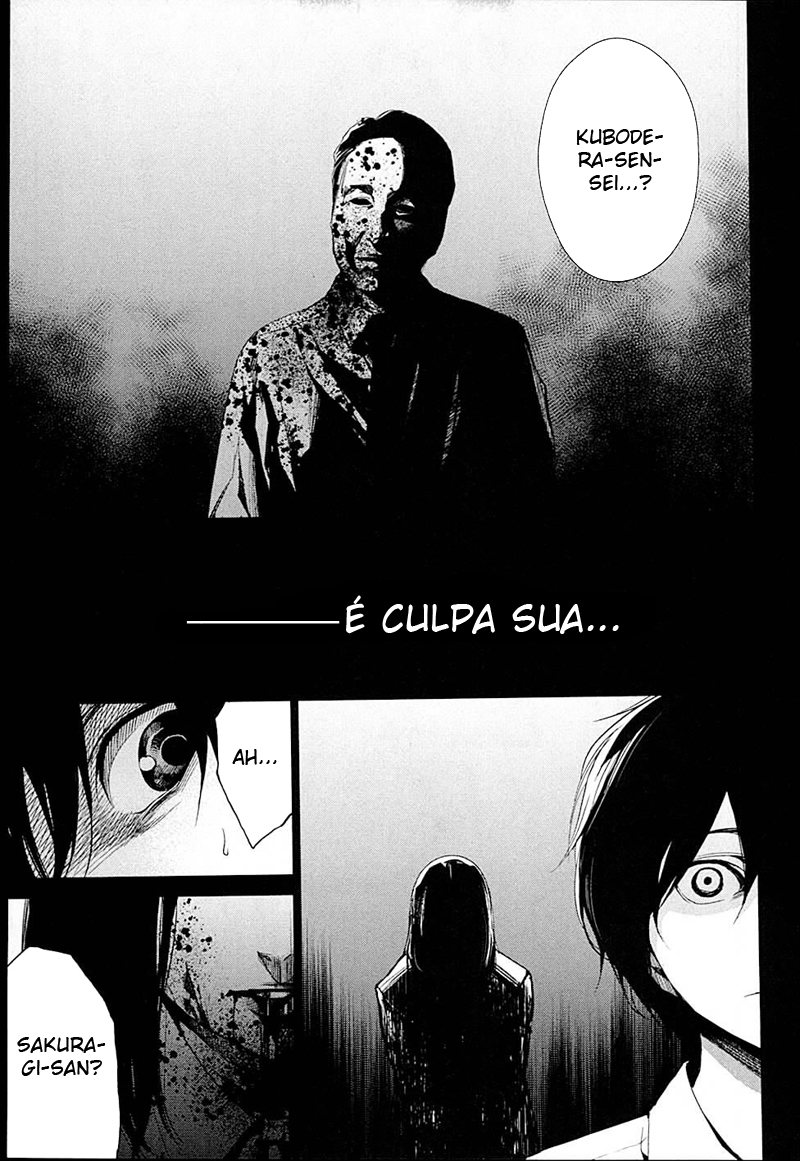 KUBODE-
RA-SEN-
SEI...?
É CULPA SUA...
AH...
SAKURA-
GI-SAN?